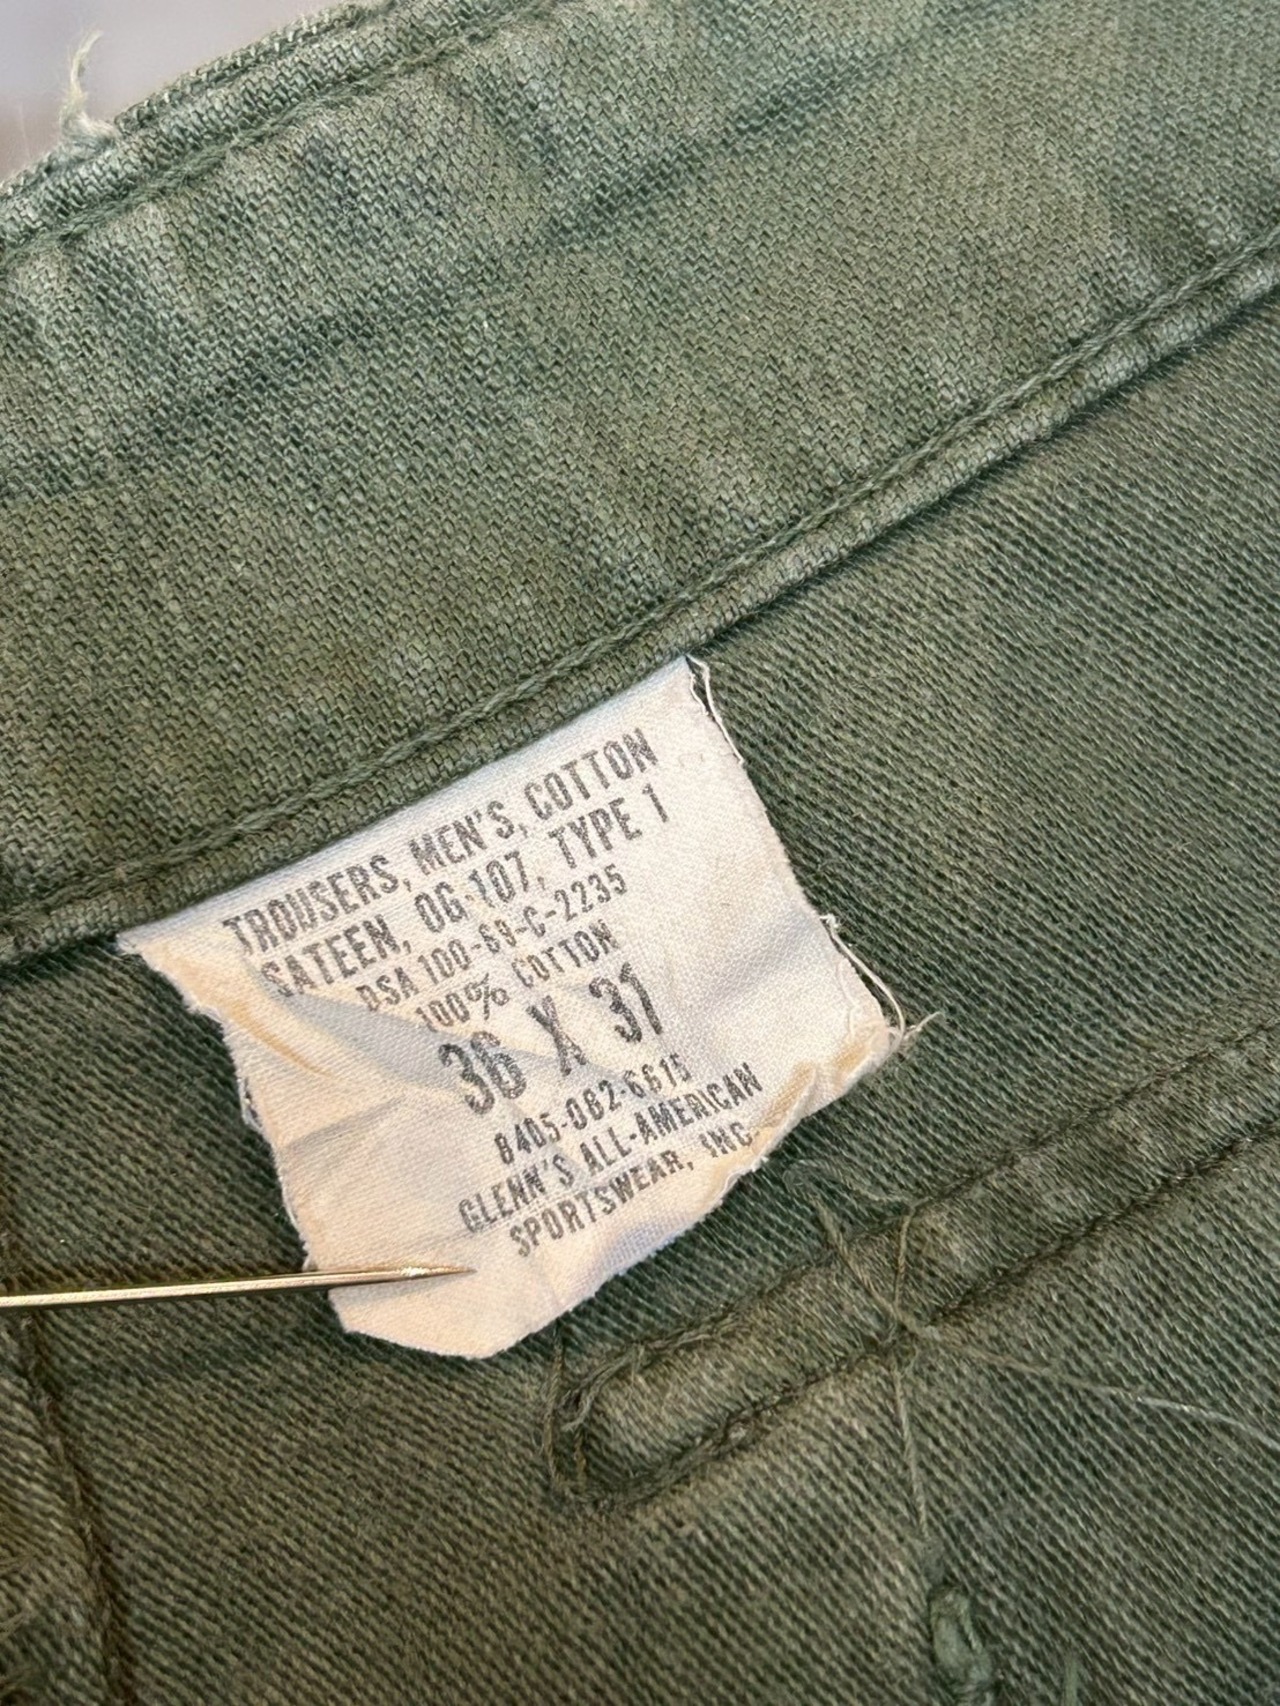 TROUSERS, MEN'S, COTTON
SATEEN, OG-107, TYPE 1
DSA 100-69-C-2235
100% COTTON
36 X 31
8405-082-6615
GLENN'S ALL-AMERICAN
SPORTSWEAR, INC.